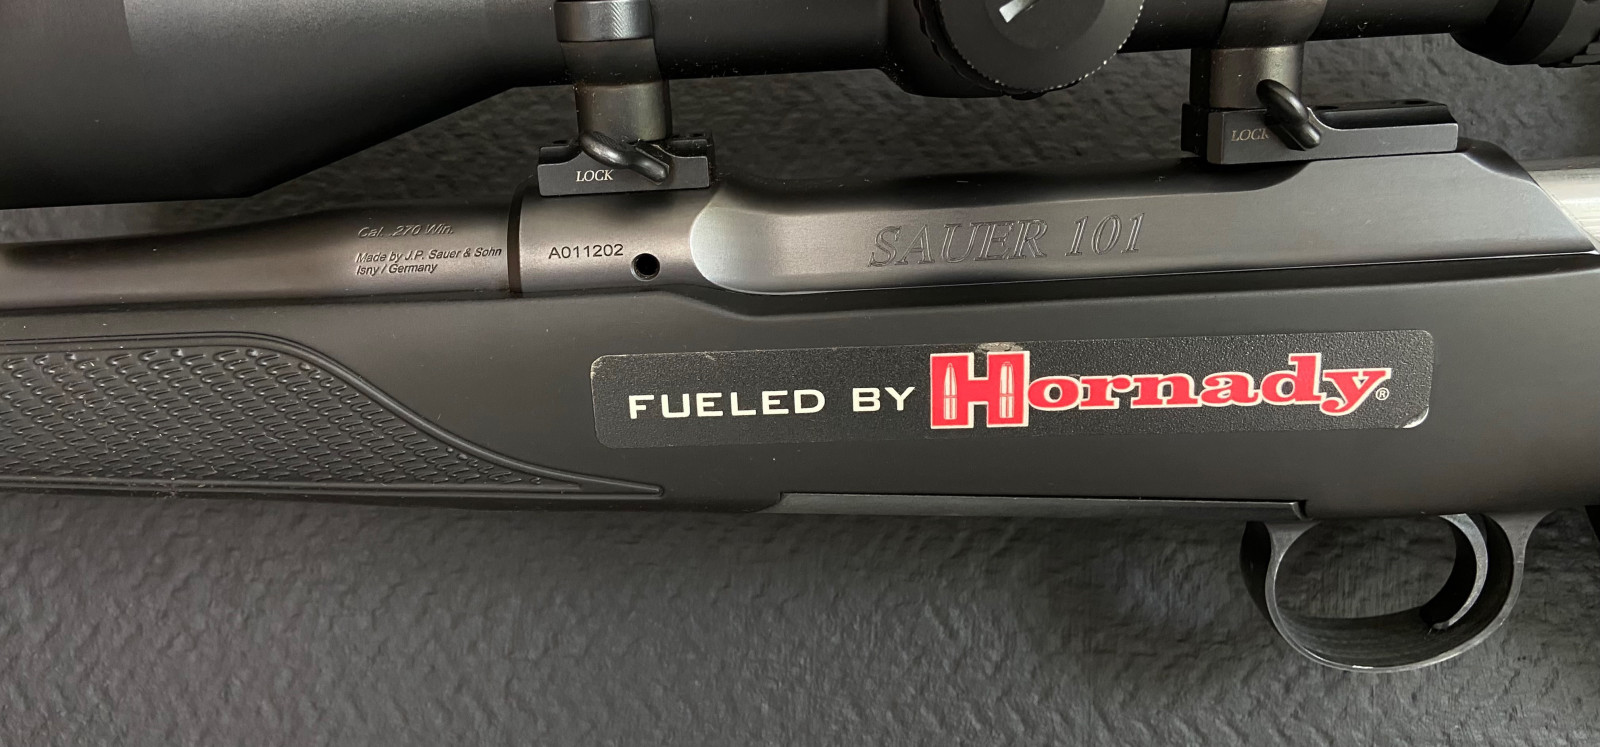 LOCK
LOCK
Cal. .270 Win.
Made by J.P. Sauer & Sohn
Isny / Germany
A011202
SAUER 101
FUELED BY Hornady®